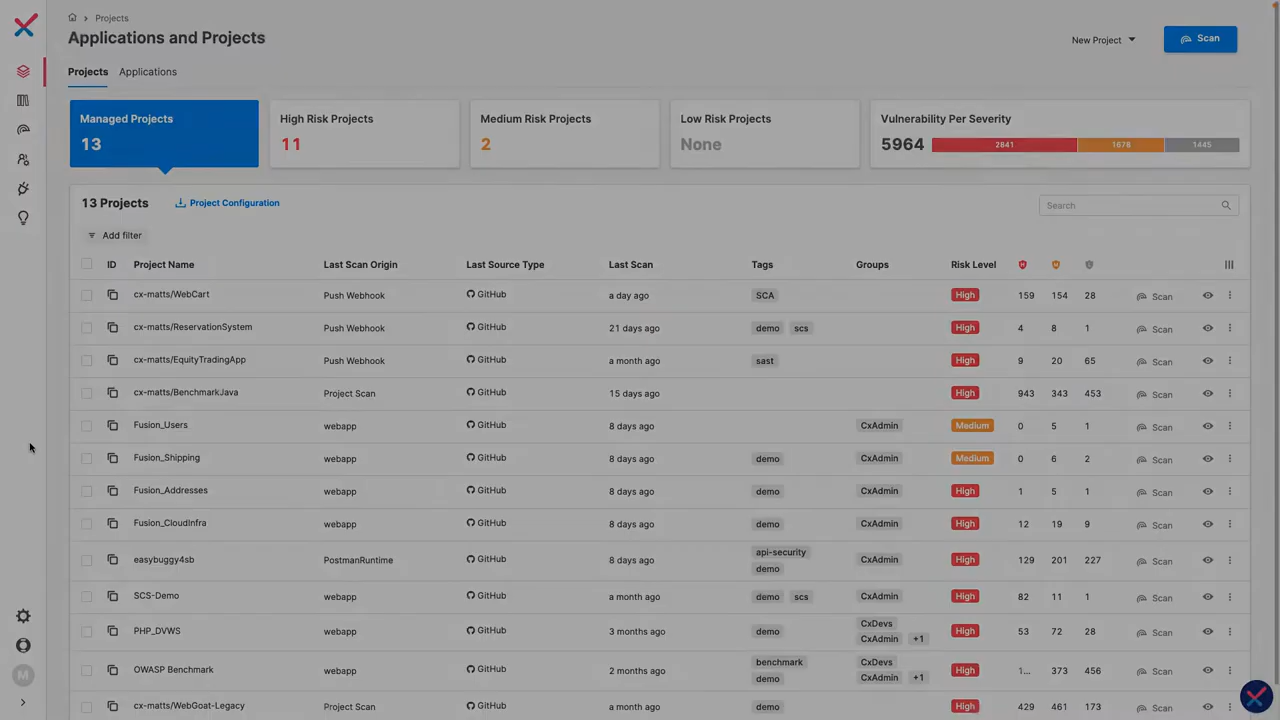 Projects
Applications and Projects
New Project
Scan
Projects Applications
Managed Projects
13
High Risk Projects
11
Medium Risk Projects
2
Low Risk Projects
None
Vulnerability Per Severity
5964 2841 1678 1445
13 Projects Project Configuration
Search
Add filter
ID Project Name Last Scan Origin Last Source Type Last Scan Tags Groups Risk Level H M
cx-matts/WebCart Push Webhook GitHub a day ago SCA High 159 154 28 Scan
cx-matts/ReservationSystem Push Webhook GitHub 21 days ago demo scs High 4 8 1 Scan
cx-matts/EquityTradingApp Push Webhook GitHub a month ago sast High 9 20 65 Scan
cx-matts/BenchmarkJava Project Scan GitHub 15 days ago High 943 343 453 Scan
Fusion_Users webapp GitHub 8 days ago CxAdmin Medium 0 5 1 Scan
Fusion_Shipping webapp GitHub 8 days ago demo CxAdmin Medium 0 6 2 Scan
Fusion_Addresses webapp GitHub 8 days ago demo CxAdmin High 1 5 1 Scan
Fusion_CloudInfra webapp GitHub 8 days ago demo CxAdmin High 12 19 9 Scan
easybuggy4sb PostmanRuntime GitHub 8 days ago api-security demo CxAdmin High 129 201 227 Scan
SCS-Demo webapp GitHub a month ago demo scs CxAdmin High 82 11 1 Scan
PHP_DVWS webapp GitHub 3 months ago demo CxDevs CxAdmin +1 High 53 72 28 Scan
OWASP Benchmark webapp GitHub 2 months ago benchmark demo CxDevs CxAdmin +1 High 1... 373 456 Scan
cx-matts/WebGoat-Legacy Project Scan GitHub a month ago demo High 429 461 173 Scan
M